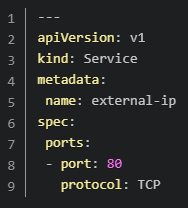 1 ---
2 apiVersion: v1
3 kind: Service
4 metadata:
5  name: external-ip
6 spec:
7  ports:
8  - port: 80
9    protocol: TCP